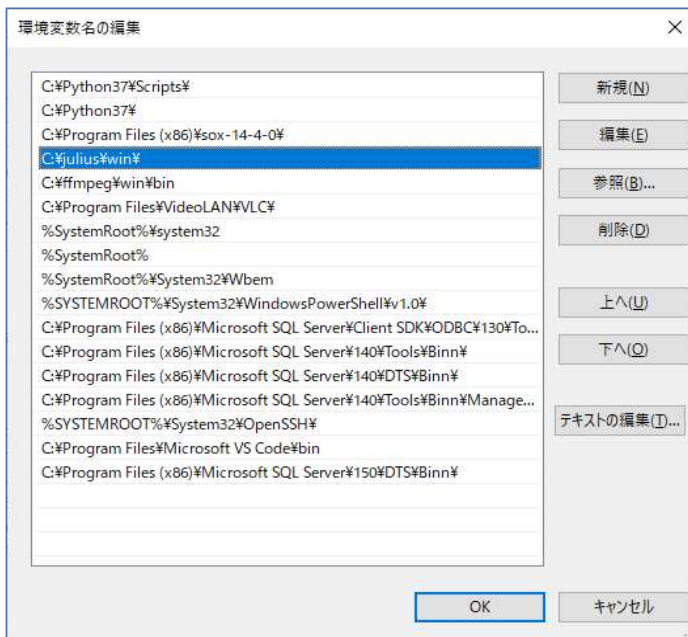 環境変数名の編集
C:¥Python37¥Scripts¥
C:¥Python37¥
C:¥Program Files (x86)¥sox-14-4-0¥
C:¥julius¥win¥
C:¥ffmpeg¥win¥bin
C:¥Program Files¥VideoLAN¥VLC¥
%SystemRoot%¥system32
%SystemRoot%
%SystemRoot%¥System32¥Wbem
%SYSTEMROOT%¥System32¥WindowsPowerShell¥v1.0¥
C:¥Program Files (x86)¥Microsoft SQL Server¥Client SDK¥ODBC¥130¥To...
C:¥Program Files (x86)¥Microsoft SQL Server¥140¥Tools¥Binn¥
C:¥Program Files (x86)¥Microsoft SQL Server¥140¥DTS¥Binn¥
C:¥Program Files (x86)¥Microsoft SQL Server¥140¥Tools¥Binn¥Manage...
%SYSTEMROOT%¥System32¥OpenSSH¥
C:¥Program Files¥Microsoft VS Code¥bin
C:¥Program Files (x86)¥Microsoft SQL Server¥150¥DTS¥Binn¥
新規(N)
編集(E)
参照(B)...
削除(D)
上へ(U)
下へ(O)
テキストの編集(T)...
OK
キャンセル